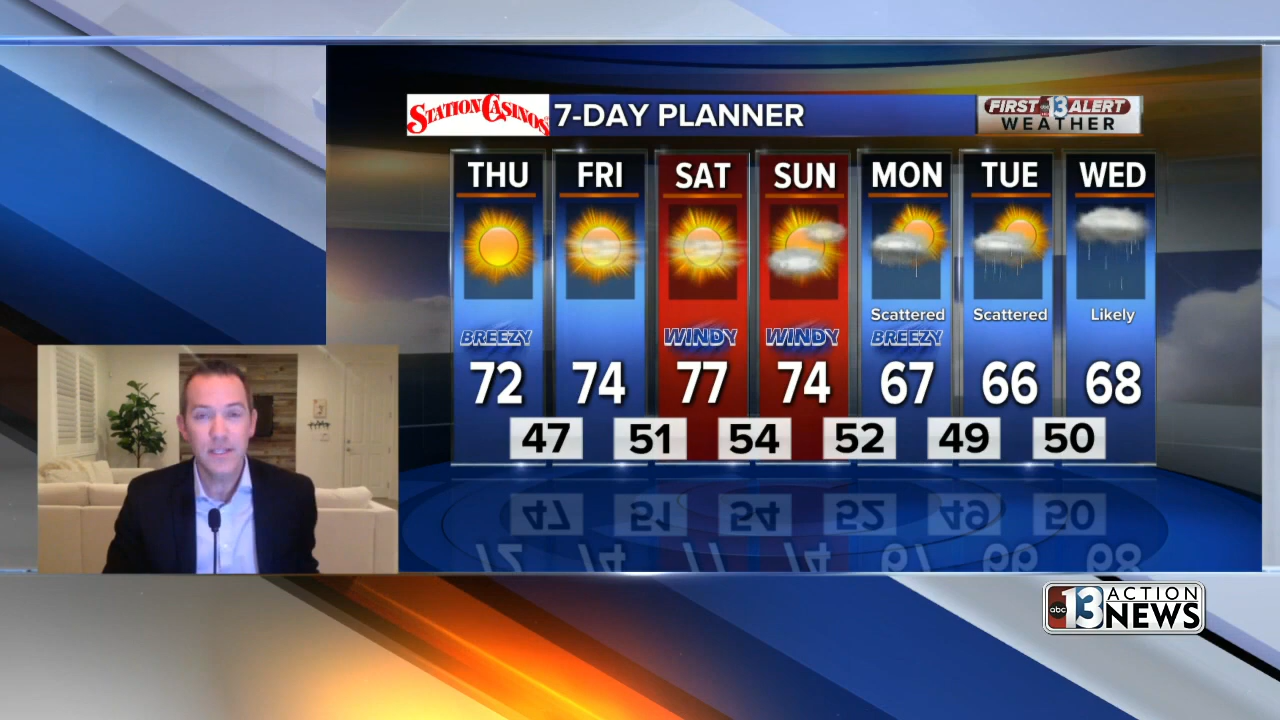 STATION CASINOS 7-DAY PLANNER
FIRST abc 13 ALERT
WEATHER
THU FRI SAT SUN MON TUE WED
Scattered Scattered Likely
BREEZY WINDY WINDY BREEZY
72 74 77 74 67 66 68
47 51 54 52 49 50
abc 13 ACTION
NEWS